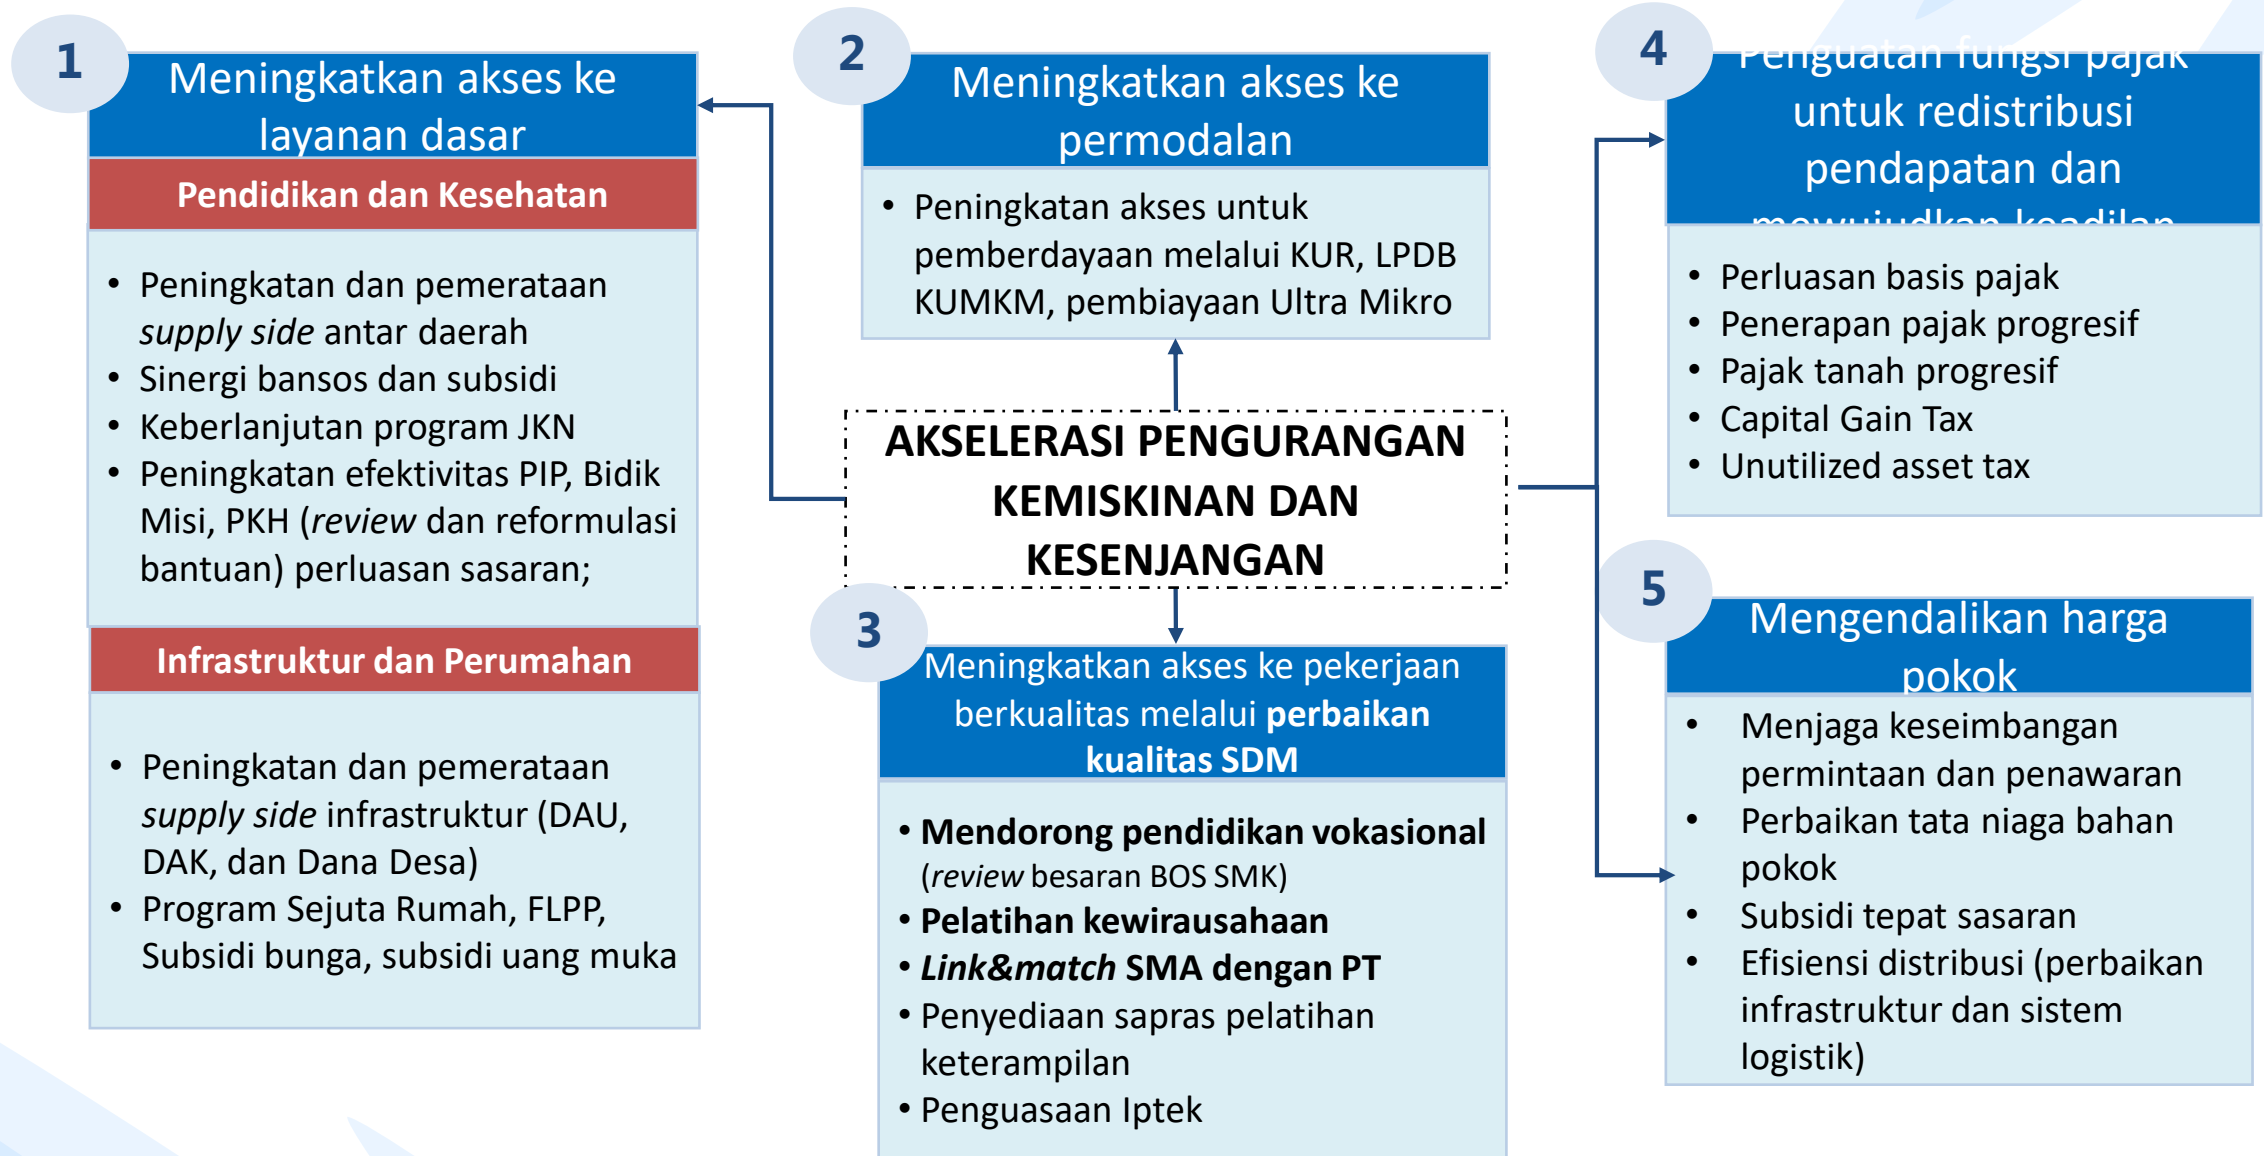 1
Meningkatkan akses ke
layanan dasar
Pendidikan dan Kesehatan
• Peningkatan dan pemerataan
supply side antar daerah
• Sinergi bansos dan subsidi
• Keberlanjutan program JKN
• Peningkatan efektivitas PIP, Bidik
Misi, PKH (review dan reformulasi
bantuan) perluasan sasaran;
Infrastruktur dan Perumahan
• Peningkatan dan pemerataan
supply side infrastruktur (DAU,
DAK, dan Dana Desa)
• Program Sejuta Rumah, FLPP,
Subsidi bunga, subsidi uang muka
2
Meningkatkan akses ke
permodalan
• Peningkatan akses untuk
pemberdayaan melalui KUR, LPDB
KUMKM, pembiayaan Ultra Mikro
AKSELERASI PENGURANGAN
KEMISKINAN DAN
KESENJANGAN
3
Meningkatkan akses ke pekerjaan
berkualitas melalui perbaikan
kualitas SDM
• Mendorong pendidikan vokasional
(review besaran BOS SMK)
• Pelatihan kewirausahaan
• Link&match SMA dengan PT
• Penyediaan sapras pelatihan
keterampilan
• Penguasaan Iptek
4
Penguatan fungsi pajak
untuk redistribusi
pendapatan dan
mewujudkan keadilan
• Perluasan basis pajak
• Penerapan pajak progresif
• Pajak tanah progresif
• Capital Gain Tax
• Unutilized asset tax
5
Mengendalikan harga
pokok
• Menjaga keseimbangan
permintaan dan penawaran
• Perbaikan tata niaga bahan
pokok
• Subsidi tepat sasaran
• Efisiensi distribusi (perbaikan
infrastruktur dan sistem
logistik)